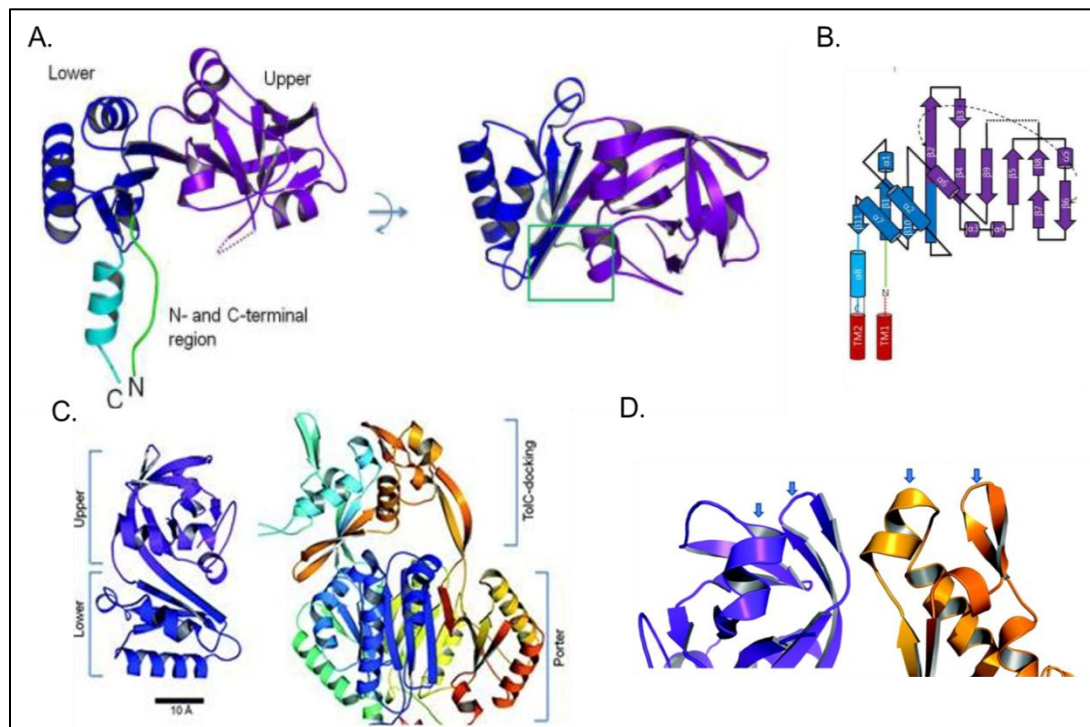 A.
Lower
Upper
N- and C-terminal
region
C
N
B.
β2
β3
α1
β4
β9
β5
β8
α5
α6
β1
α2
α7
β11
β10
α3
α4
β7
β6
α8
N
TM2
TM1
C.
Upper
Lower
10 Å
TolC-docking
Porter
D.